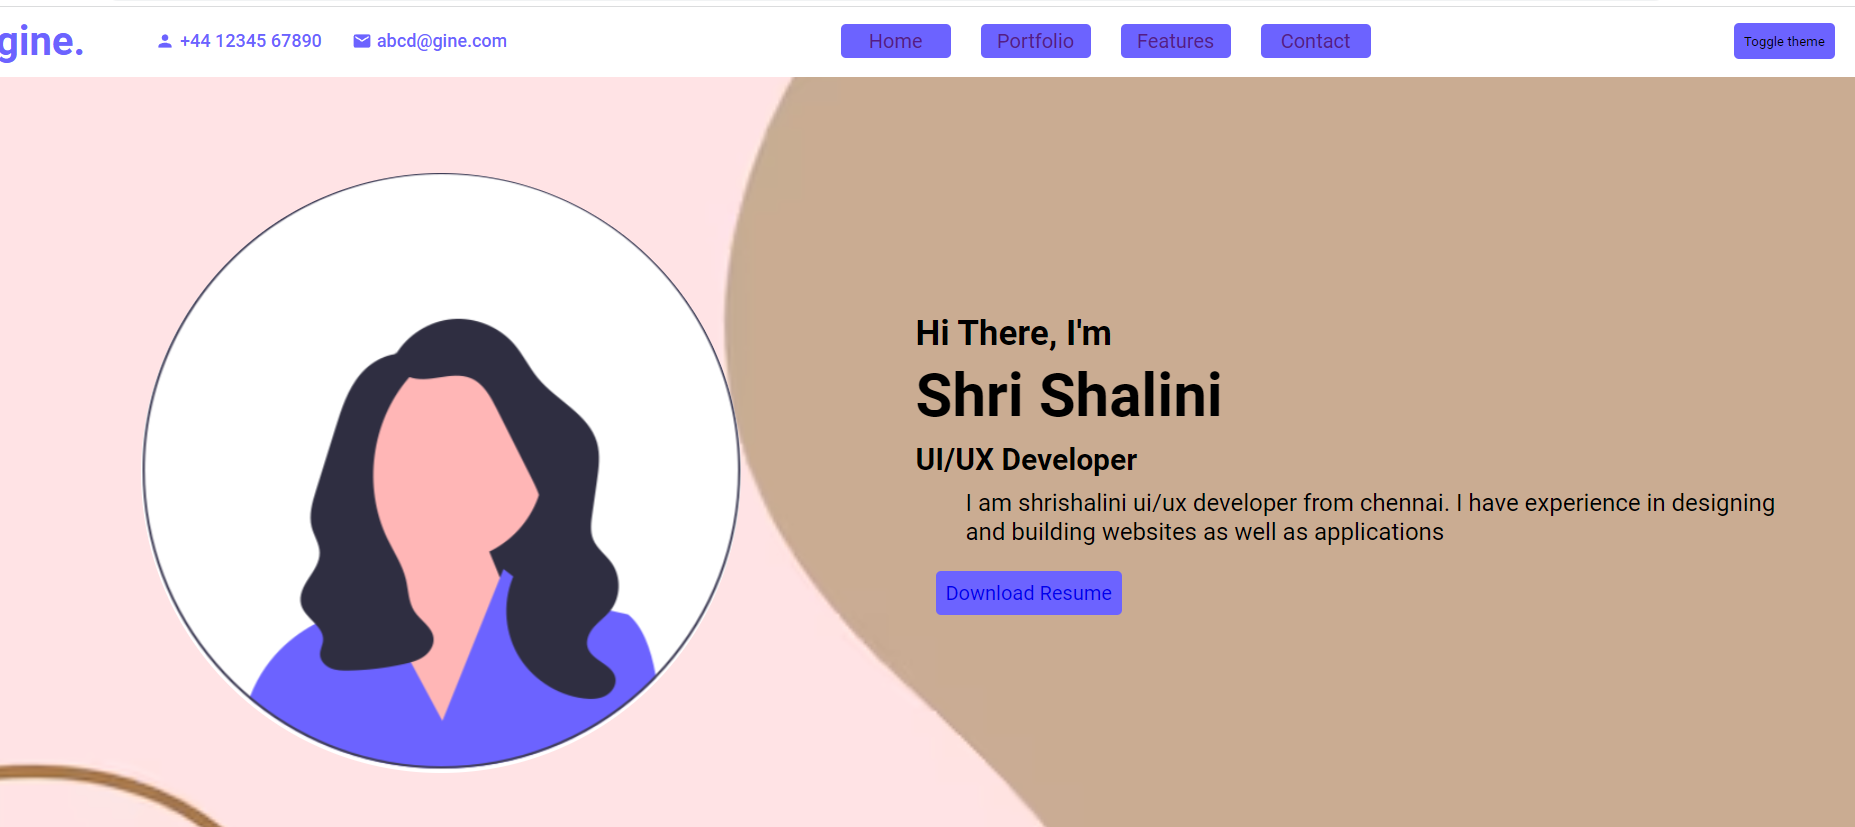 gine.
+44 12345 67890
abcd@gine.com
Home
Portfolio
Features
Contact
Toggle theme
Hi There, I'm
Shri Shalini
UI/UX Developer
I am shrishalini ui/ux developer from chennai. I have experience in designing
and building websites as well as applications
Download Resume